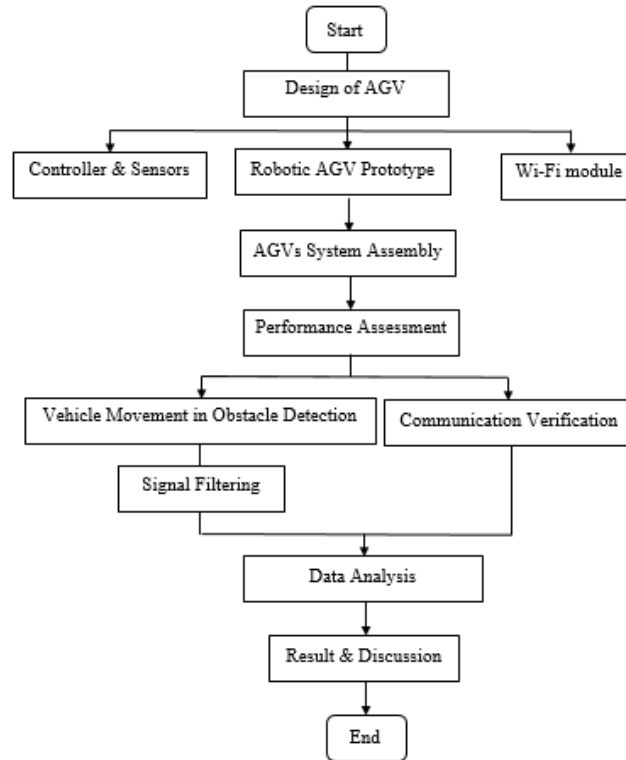 Start
Design of AGV
Controller & Sensors
Robotic AGV Prototype
Wi-Fi module
AGVs System Assembly
Performance Assessment
Vehicle Movement in Obstacle Detection
Communication Verification
Signal Filtering
Data Analysis
Result & Discussion
End